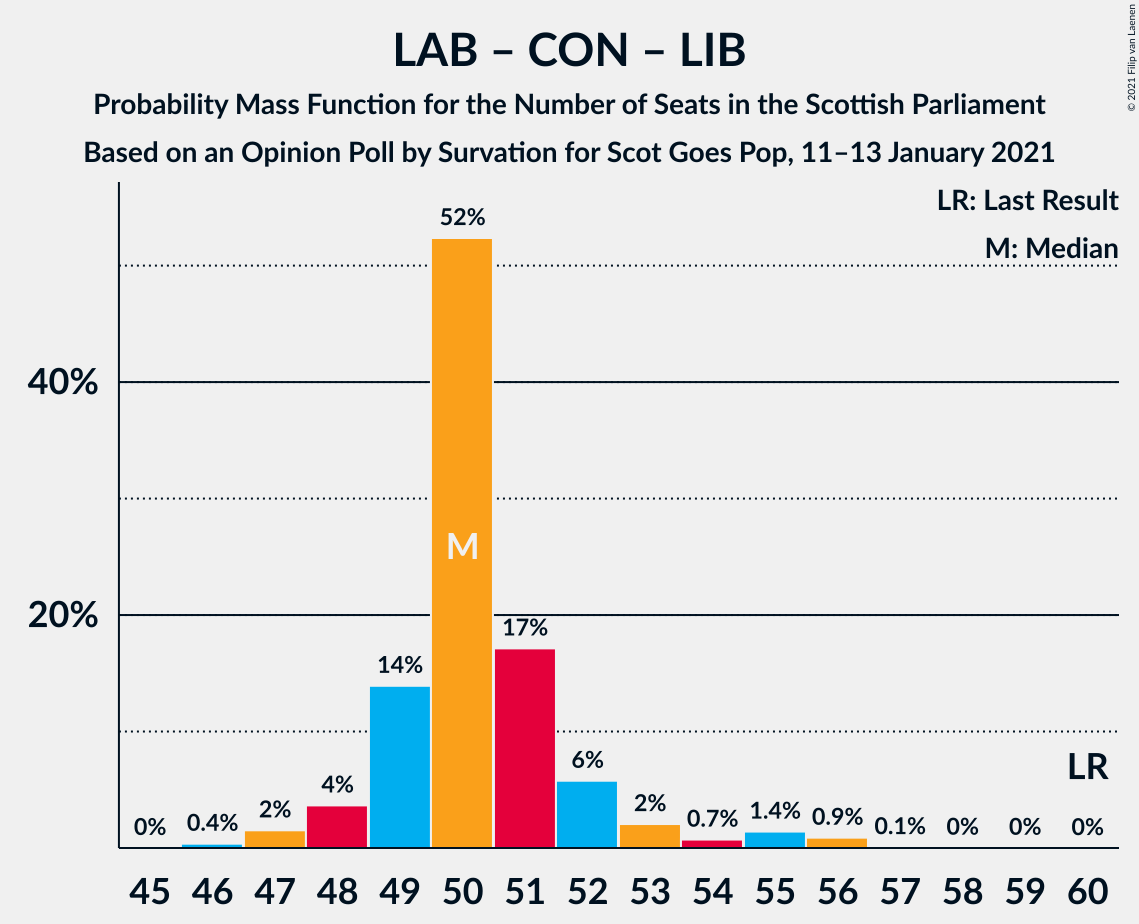 LAB – CON – LIB
Probability Mass Function for the Number of Seats in the Scottish Parliament
Based on an Opinion Poll by Survation for Scot Goes Pop, 11–13 January 2021
© 2021 Filip van Laenen
LR: Last Result
M: Median
40%
20%
0%
0.4%
2%
4%
14%
52%
M
17%
6%
2%
0.7%
1.4%
0.9%
0.1%
0%
0%
0%
LR
45 46 47 48 49 50 51 52 53 54 55 56 57 58 59 60